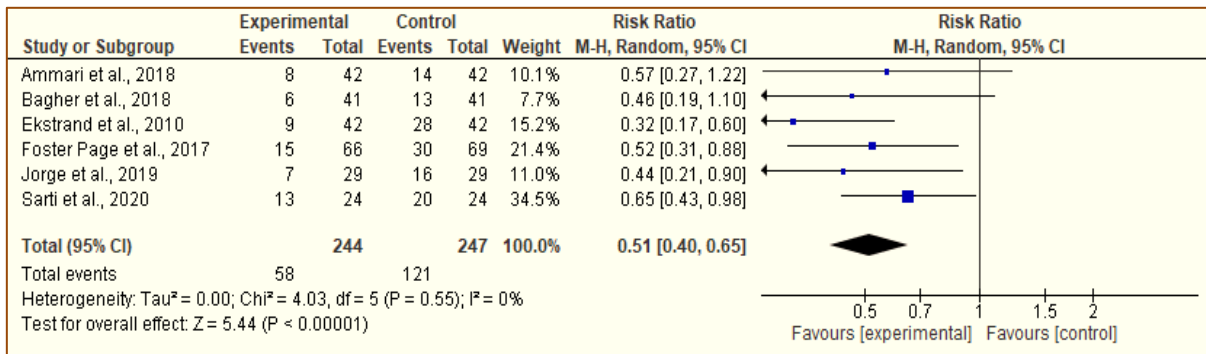 Experimental Control Risk Ratio Risk Ratio
Study or Subgroup Events Total Events Total Weight M-H, Random, 95% CI M-H, Random, 95% CI
Ammari et al., 2018 8 42 14 42 10.1% 0.57 [0.27, 1.22]
Bagher et al., 2018 6 41 13 41 7.7% 0.46 [0.19, 1.10]
Ekstrand et al., 2010 9 42 28 42 15.2% 0.32 [0.17, 0.60]
Foster Page et al., 2017 15 66 30 69 21.4% 0.52 [0.31, 0.88]
Jorge et al., 2019 7 29 16 29 11.0% 0.44 [0.21, 0.90]
Sarti et al., 2020 13 24 20 24 34.5% 0.65 [0.43, 0.98]
Total (95% CI) 244 247 100.0% 0.51 [0.40, 0.65]
Total events 58 121
Heterogeneity: Tau² = 0.00; Chi² = 4.03, df = 5 (P = 0.55); I² = 0%
Test for overall effect: Z = 5.44 (P < 0.00001)
0.5 0.7 1 1.5 2
Favours [experimental] Favours [control]